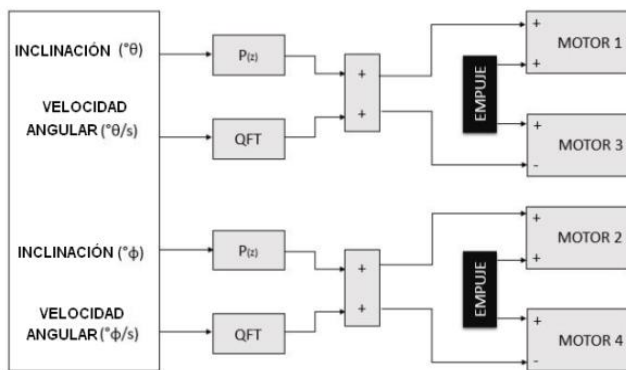 INCLINACIÓN (°θ)
P(z)
+
+
EMPUJE
+
+
MOTOR 1
VELOCIDAD
ANGULAR (°θ/s)
QFT
+
-
MOTOR 3
INCLINACIÓN (°ϕ)
P(z)
+
+
EMPUJE
+
+
MOTOR 2
VELOCIDAD
ANGULAR (°ϕ/s)
QFT
+
-
MOTOR 4